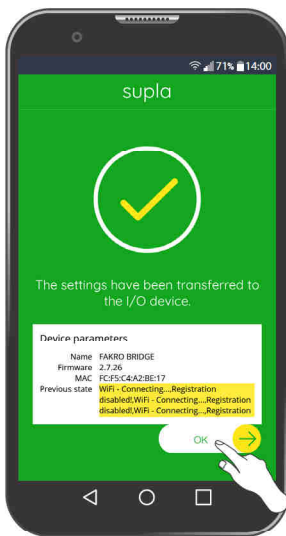 71% 14:00
supla
The settings have been transferred to
the I/O device.
Device parameters
Name FAKRO BRIDGE
Firmware 2.7.26
MAC FC:F5:C4:A2:BE:17
Previous state WiFi - Connecting...,Registration
disabled!,WiFi - Connecting...,Registration
disabled!,WiFi - Connecting...,Registration
OK